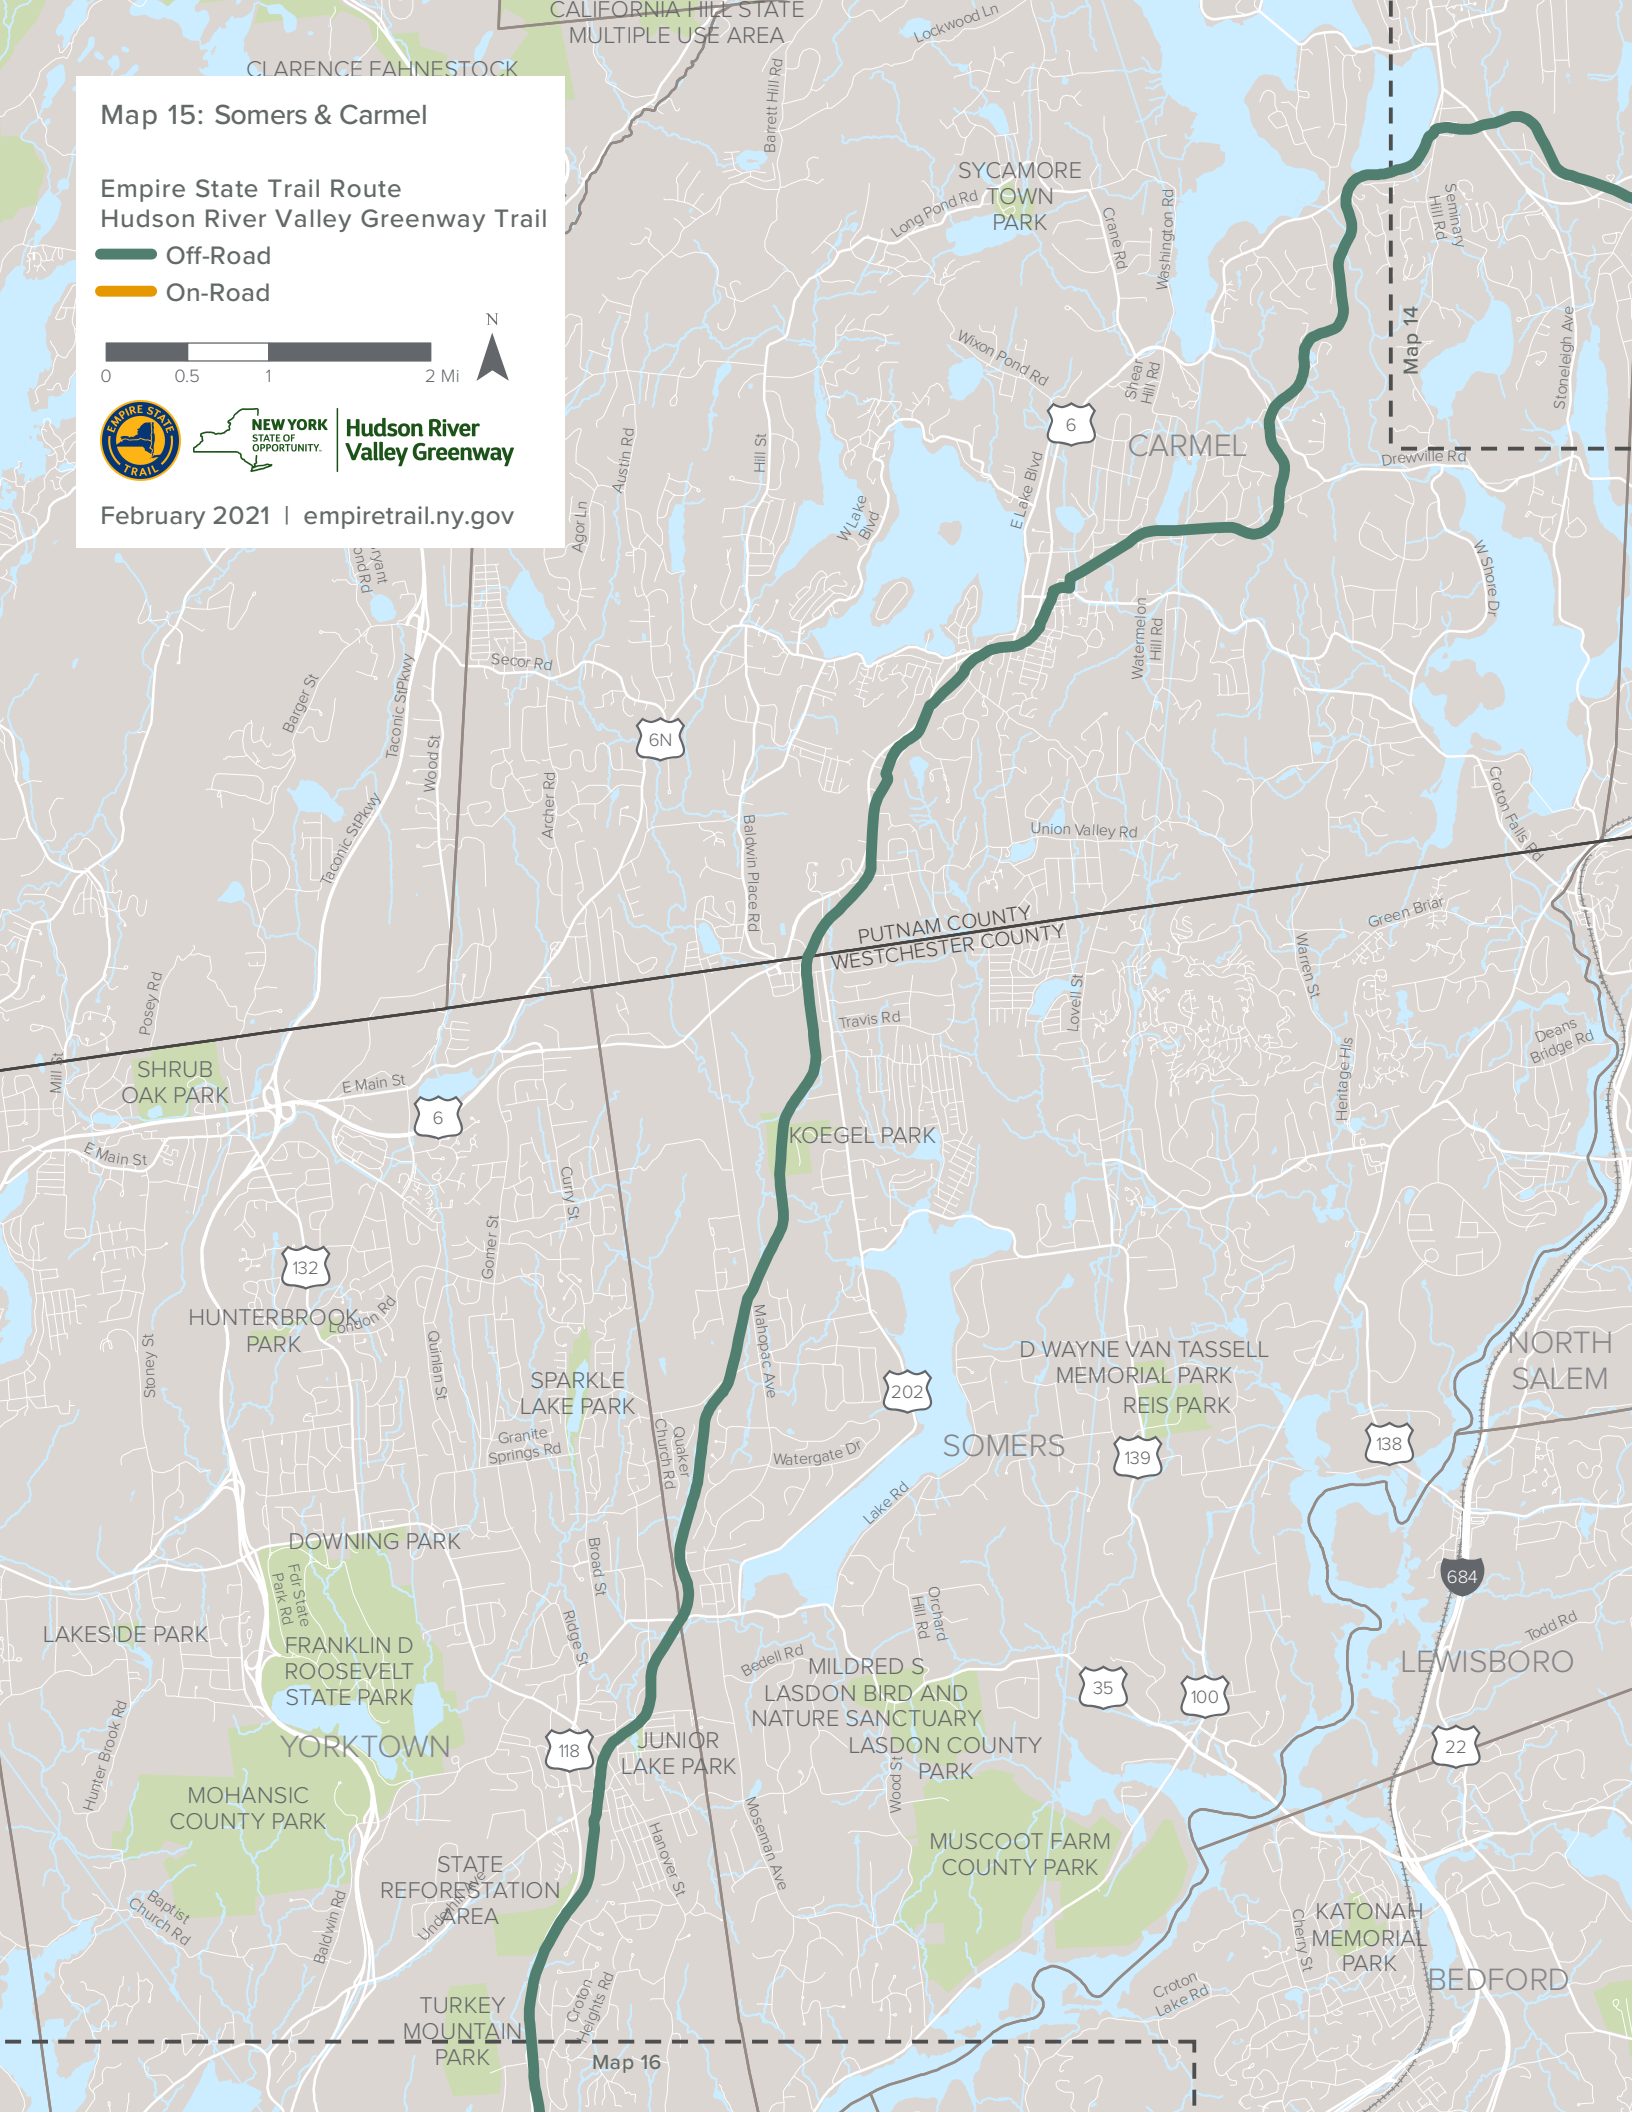 CALIFORNIA HILL STATE
MULTIPLE USE AREA
Lockwood Ln
CLARENCE FAHNESTOCK
Map 15: Somers & Carmel
Empire State Trail Route
Hudson River Valley Greenway Trail
Off-Road
On-Road
N
0 0.5 1 2 Mi
EMPIRE STATE
TRAIL
NEW YORK
STATE OF
OPPORTUNITY.
Hudson River
Valley Greenway
February 2021 | empiretrail.ny.gov
Barrett Hill Rd
SYCAMORE
TOWN
PARK
Long Pond Rd
Crane Rd
Washington Rd
Seminary
Hill Rd
Map 14
Stoneleigh Ave
Wixon Pond Rd
Shear
Hill Rd
6
CARMEL
Drewville Rd
Austin Rd
Hill St
Agor Ln
W Lake
Blvd
E Lake Blvd
W Shore Dr
Watermelon
Hill Rd
Secor Rd
Barger St
Taconic StPkwy
Wood St
6N
Archer Rd
Taconic StPkwy
Baldwin Place Rd
Union Valley Rd
Croton Falls Rd
PUTNAM COUNTY
WESTCHESTER COUNTY
Green Briar
Warren St
Posey Rd
Travis Rd
Lovell St
Deans
Bridge Rd
Heritage Hls
Mill St
SHRUB
OAK PARK
E Main St
6
E Main St
KOEGEL PARK
Curry St
Gomer St
132
HUNTERBROOK
PARK
London Rd
Stoney St
Quinlan St
Mahopac Ave
SPARKLE
LAKE PARK
202
D WAYNE VAN TASSELL
MEMORIAL PARK
REIS PARK
NORTH
SALEM
Granite
Springs Rd
Quaker
Church Rd
Watergate Dr
SOMERS
139
138
Lake Rd
DOWNING PARK
Fdr State
Park Rd
Broad St
684
Orchard
Hill Rd
LAKESIDE PARK
FRANKLIN D
ROOSEVELT
STATE PARK
Ridge St
Bedell Rd
MILDRED S
LASDON BIRD AND
NATURE SANCTUARY
LASDON COUNTY
PARK
Todd Rd
LEWISBORO
35
100
22
Hunter Brook Rd
YORKTOWN
118
JUNIOR
LAKE PARK
Wood St
MOHANSIC
COUNTY PARK
Moseman Ave
Hanover St
MUSCOOT FARM
COUNTY PARK
STATE
REFORESTATION
AREA
Underhill Ave
Baptist
Church Rd
Baldwin Rd
Cherry St
KATONAH
MEMORIAL
PARK
BEDFORD
Croton
Lake Rd
Croton
Heights Rd
TURKEY
MOUNTAIN
PARK
Map 16